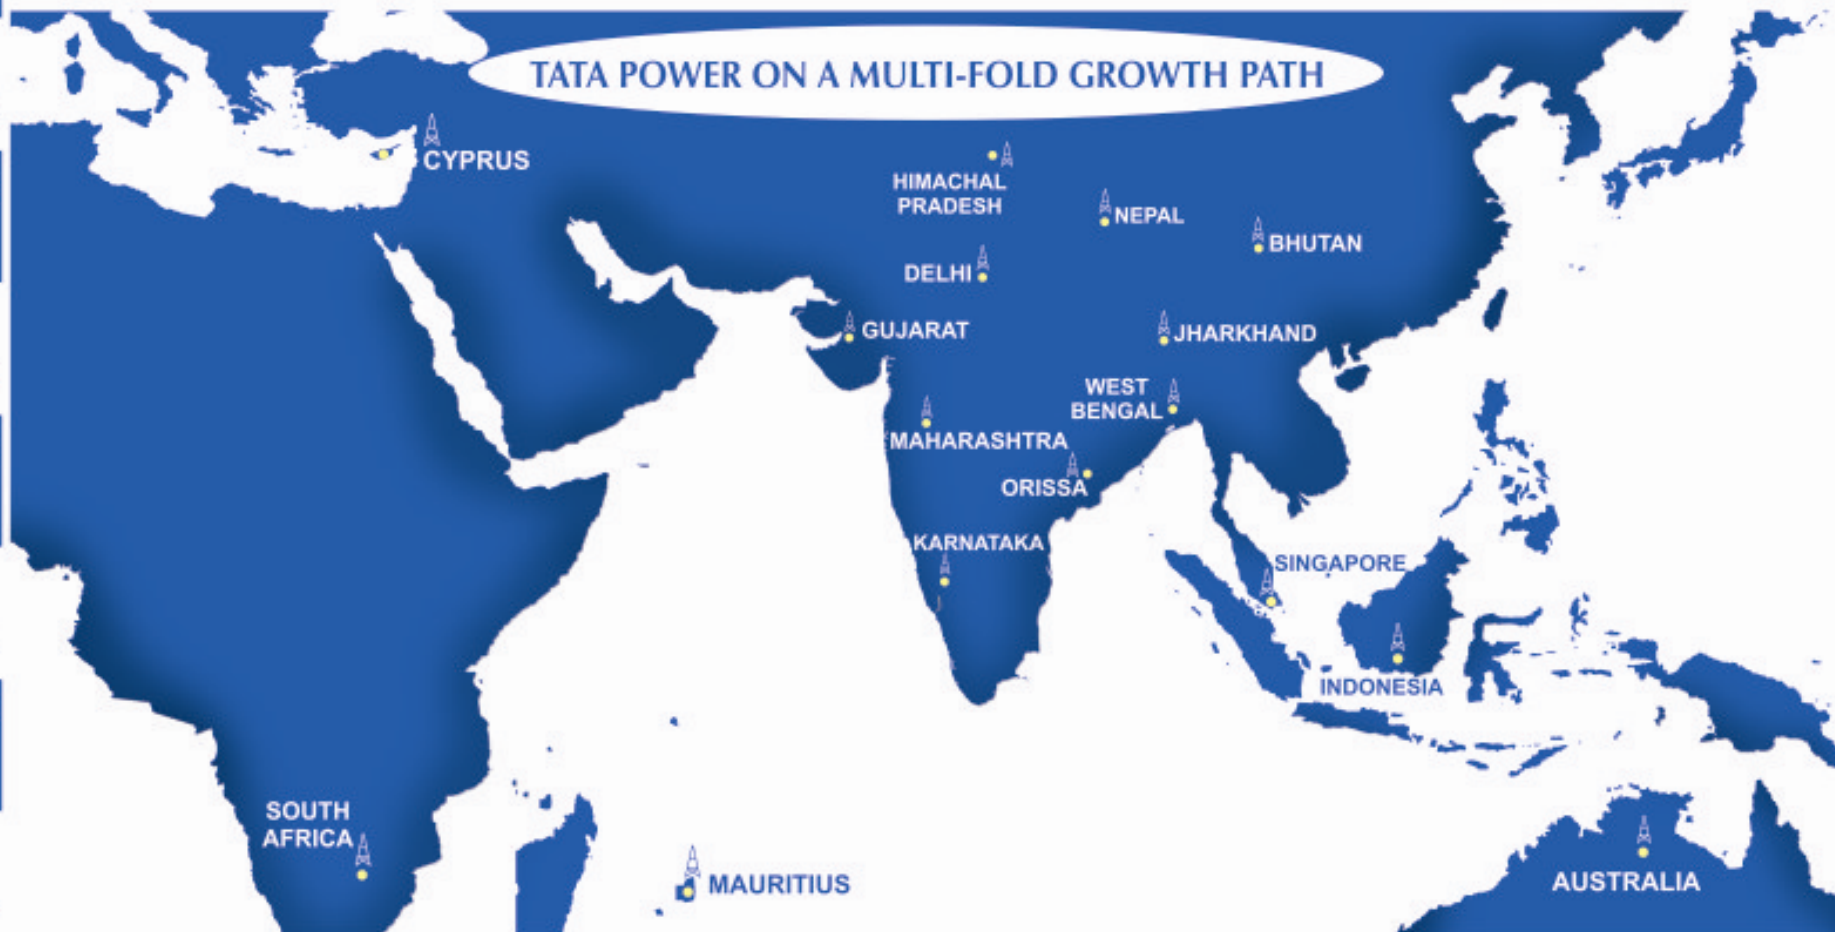 TATA POWER ON A MULTI-FOLD GROWTH PATH
CYPRUS
HIMACHAL
PRADESH
NEPAL
BHUTAN
DELHI
GUJARAT
JHARKHAND
WEST
BENGAL
MAHARASHTRA
ORISSA
KARNATAKA
SINGAPORE
INDONESIA
SOUTH
AFRICA
MAURITIUS
AUSTRALIA